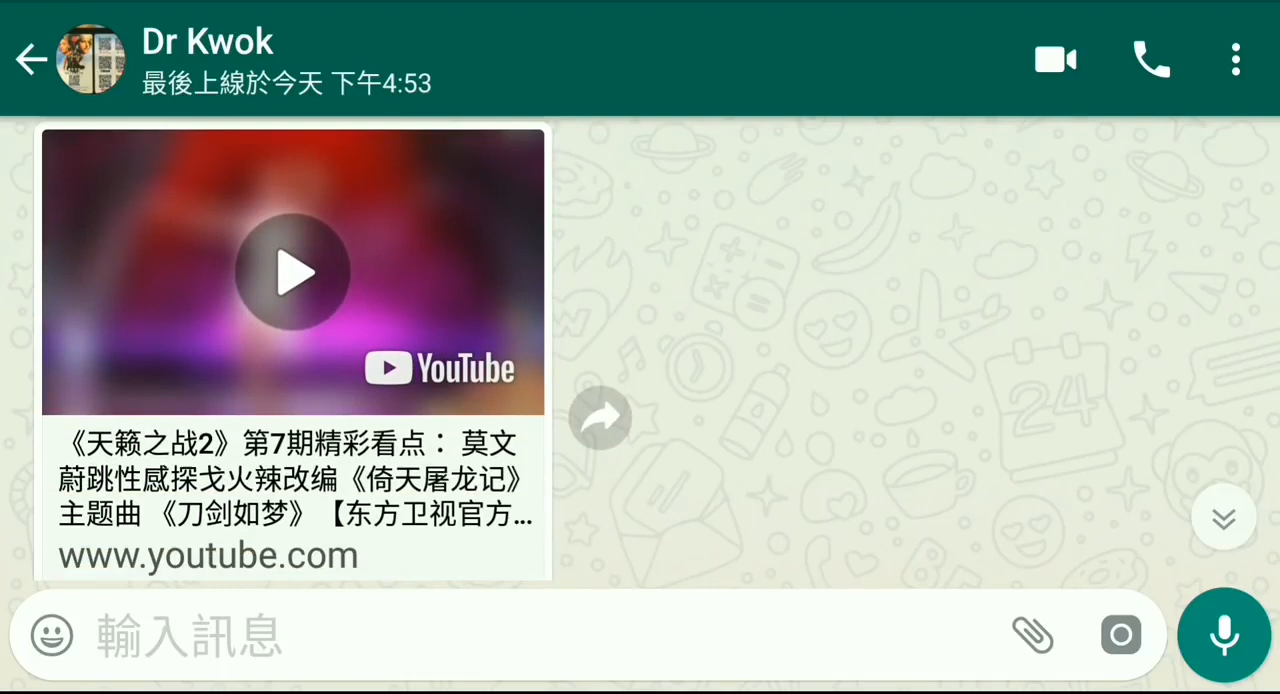 Dr Kwok
最後上線於今天 下午4:53
YouTube
《天籁之战2》第7期精彩看点： 莫文
蔚跳性感探戈火辣改编《倚天屠龙记》
主题曲 《刀剑如梦》【东方卫视官方...
www.youtube.com
24
輸入訊息